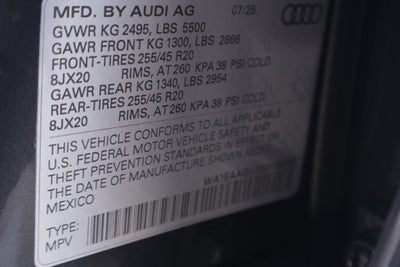 MFD. BY AUDI AG 07/25
GVWR KG 2495, LBS 5500
GAWR FRONT KG 1300, LBS 2866
FRONT-TIRES 255/45 R20
8JX20 RIMS, AT 260 KPA 38 PSI COLD
GAWR REAR KG 1340, LBS 2954
REAR-TIRES 255/45 R20
8JX20 RIMS, AT 260 KPA 38 PSI COLD
THIS VEHICLE CONFORMS TO ALL APPLICABLE
U.S. FEDERAL MOTOR VEHICLE SAFETY AND
THEFT PREVENTION STANDARDS IN EFFECT ON
THE DATE OF MANUFACTURE SHOWN ABOVE.
MEXICO
TYPE:
MPV